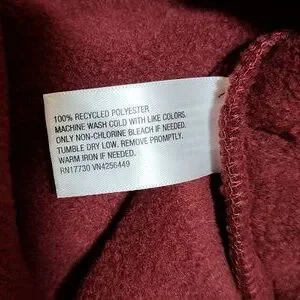 100% RECYCLED POLYESTER
MACHINE WASH COLD WITH LIKE COLORS.
ONLY NON-CHLORINE BLEACH IF NEEDED.
TUMBLE DRY LOW. REMOVE PROMPTLY.
WARM IRON IF NEEDED.
RN17730 VN4256449